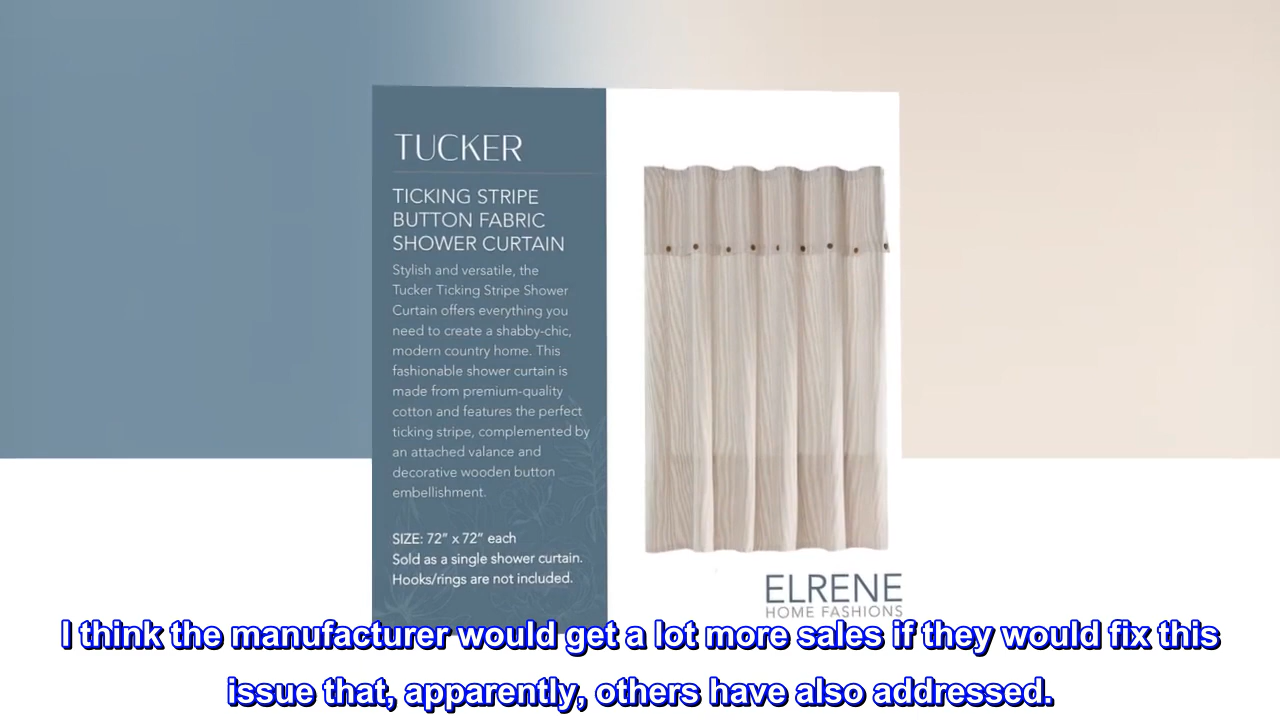 TUCKER
TICKING STRIPE
BUTTON FABRIC
SHOWER CURTAIN
Stylish and versatile, the
Tucker Ticking Stripe Shower
Curtain offers everything you
need to create a shabby-chic,
modern country home. This
fashionable shower curtain is
made from premium-quality
cotton and features the perfect
ticking stripe, complemented by
an attached valance and
decorative wooden button
embellishment.
SIZE: 72” x 72” each
Sold as a single shower curtain.
Hooks/rings are not included.
ELRENE
HOME FASHIONS
I think the manufacturer would get a lot more sales if they would fix this
issue that, apparently, others have also addressed.